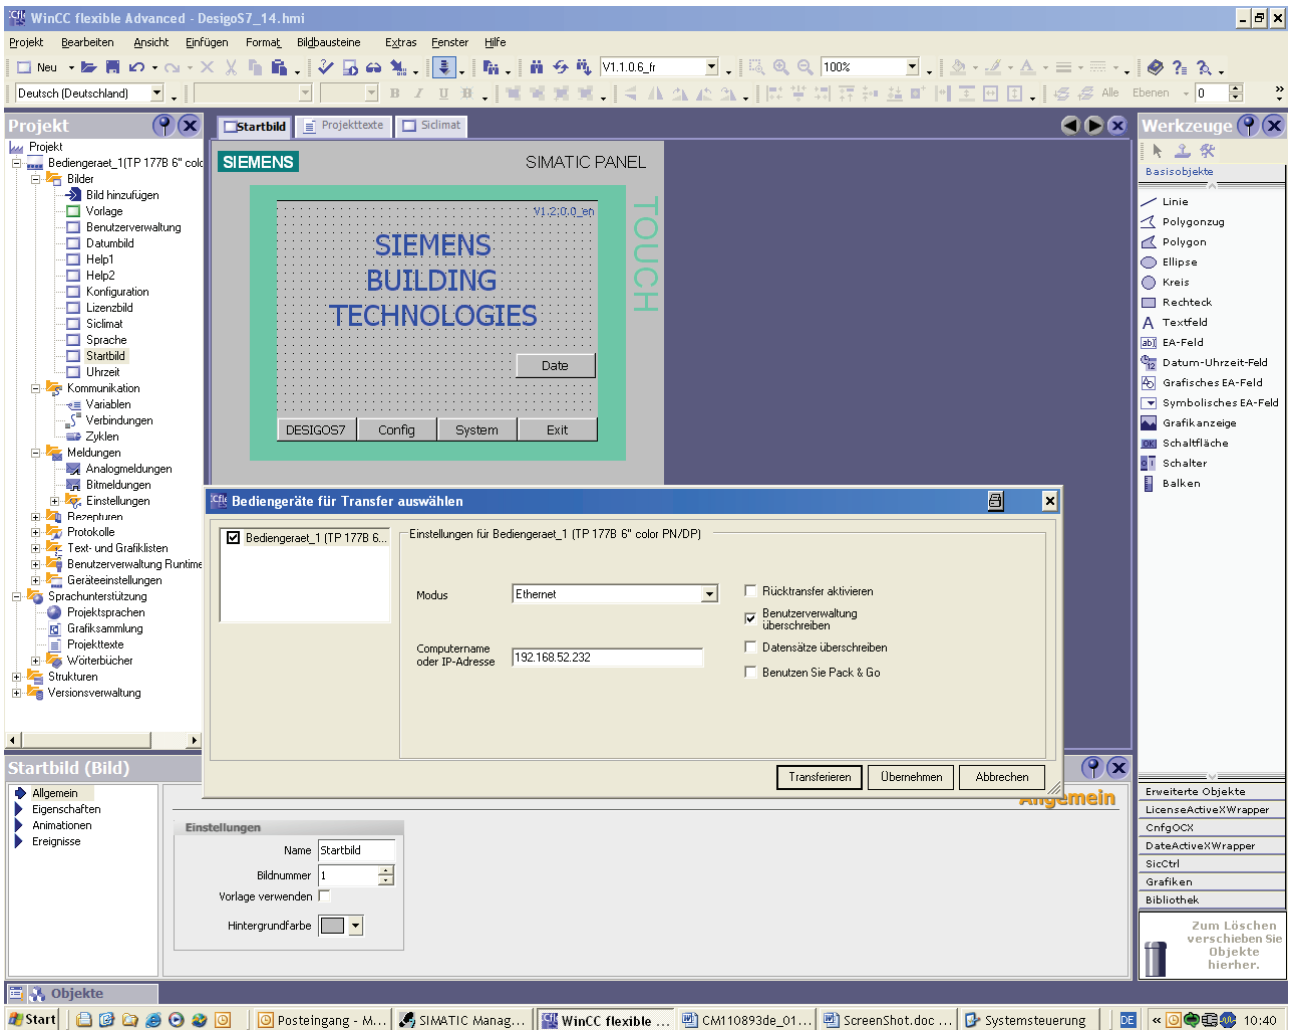 WinCC flexible Advanced - DesigoS7_14.hmi
Projekt Bearbeiten Ansicht Einfügen Format Bildbausteine Extras Fenster Hilfe
Neu V1.1.0.6_fr 100%
Deutsch (Deutschland) B I U Alle Ebenen 0
Projekt
Projekt
Bediengeraet_1(TP 177B 6" colo
Bilder
Bild hinzufügen
Vorlage
Benutzerverwaltung
Datumbild
Help1
Help2
Konfiguration
Lizenzbild
Siclimat
Sprache
Startbild
Uhrzeit
Kommunikation
Variablen
Verbindungen
Zyklen
Meldungen
Analogmeldungen
Bitmeldungen
Einstellungen
Rezepturen
Protokolle
Text- und Grafiklisten
Benutzerverwaltung Runtime
Geräteeinstellungen
Sprachunterstützung
Projektsprachen
Grafiksammlung
Projekttexte
Wörterbücher
Strukturen
Versionsverwaltung
Startbild Projekttexte Siclimat
SIEMENS SIMATIC PANEL
TOUCH
V1.2.0.0_en
SIEMENS
BUILDING
TECHNOLOGIES
Date
DESIGOS7 Config System Exit
Werkzeuge
Basisobjekte
Linie
Polygonzug
Polygon
Ellipse
Kreis
Rechteck
Textfeld
EA-Feld
Datum-Uhrzeit-Feld
Grafisches EA-Feld
Symbolisches EA-Feld
Grafikanzeige
Schaltfläche
Schalter
Balken
Erweiterte Objekte
LicenseActiveXWrapper
CnfgOCX
DateActiveXWrapper
SicCtrl
Grafiken
Bibliothek
Zum Löschen
verschieben Sie
Objekte
hierher.
Bediengeräte für Transfer auswählen
Bediengeraet_1 (TP 177B 6...
Einstellungen für Bediengeraet_1 (TP 177B 6" color PN/DP)
Modus Ethernet
Computername
oder IP-Adresse 192.168.52.232
Rücktransfer aktivieren
Benutzerverwaltung
überschreiben
Datensätze überschreiben
Benutzen Sie Pack & Go
Transferieren Übernehmen Abbrechen
Startbild (Bild)
Allgemein
Eigenschaften
Animationen
Ereignisse
Allgemein
Einstellungen
Name Startbild
Bildnummer 1
Vorlage verwenden
Hintergrundfarbe
Objekte
Start Posteingang - M... SIMATIC Manag... WinCC flexible ... CM110893de_01... ScreenShot.doc ... Systemsteuerung DE « 10:40